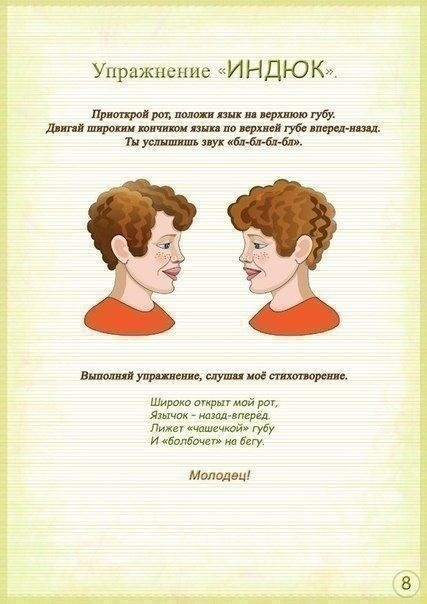 Упражнение «ИНДЮК».
Приоткрой рот, положи язык на верхнюю губу.
Двигай широким кончиком языка по верхней губе вперед-назад.
Ты услышишь звук «бл-бл-бл-бл».
Выполняй упражнение, слушая моё стихотворение.
Широко открыт мой рот,
Язычок – назад-вперёд.
Лижет «чашечкой» губу
И «болбочет» на бегу.
Молодец!
8